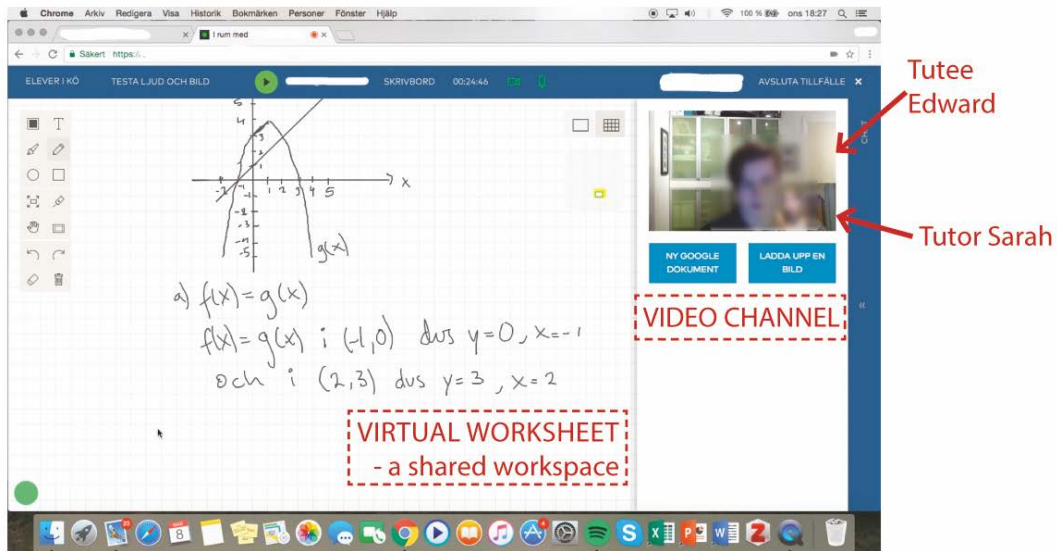 Chrome Arkiv Redigera Visa Historik Bokmärken Personer Fönster Hjälp 100 % ons 18:27
I rum med
Säkert https:/
ELEVER I KÖ TESTA LJUD OCH BILD SKRIVBORD 00:24:46 AVSLUTA TILLFÄLLE ×
T
5
4
3
2
1
-2 -1 1 2 3 4 5 x
-1
-2
-3
-4
-5
g(x)
a) f(x) = g(x)
f(x) = g(x) i (-1,0) dvs y=0, x=-1
och i (2,3) dvs y=3, x=2
VIRTUAL WORKSHEET
- a shared workspace
NY GOOGLE
DOKUMENT
LADDA UPP EN
BILD
VIDEO CHANNEL
Tutee
Edward
Tutor Sarah
8